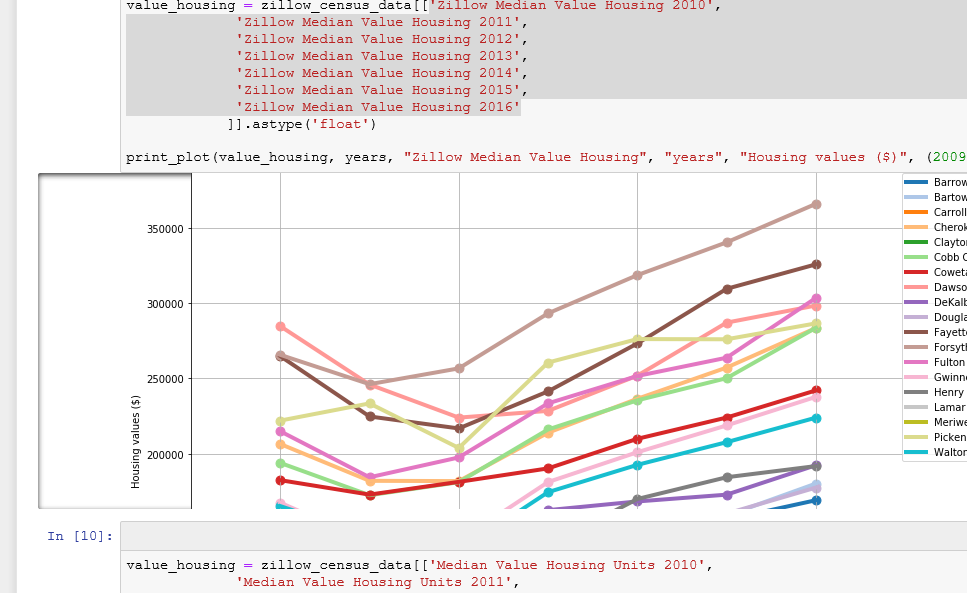 value_housing = zillow_census_data[['Zillow Median Value Housing 2010',
'Zillow Median Value Housing 2011',
'Zillow Median Value Housing 2012',
'Zillow Median Value Housing 2013',
'Zillow Median Value Housing 2014',
'Zillow Median Value Housing 2015',
'Zillow Median Value Housing 2016'
]].astype('float')
print_plot(value_housing, years, "Zillow Median Value Housing", "years", "Housing values ($)", (2009
350000
300000
250000
200000
Housing values ($)
Barrow
Bartow
Carroll
Cherok
Clayto
Cobb C
Coweta
Dawso
DeKalb
Dougla
Fayette
Forsyth
Fulton
Gwinne
Henry
Lamar
Meriwe
Picken
Walton
In [10]:
value_housing = zillow_census_data[['Median Value Housing Units 2010',
'Median Value Housing Units 2011',